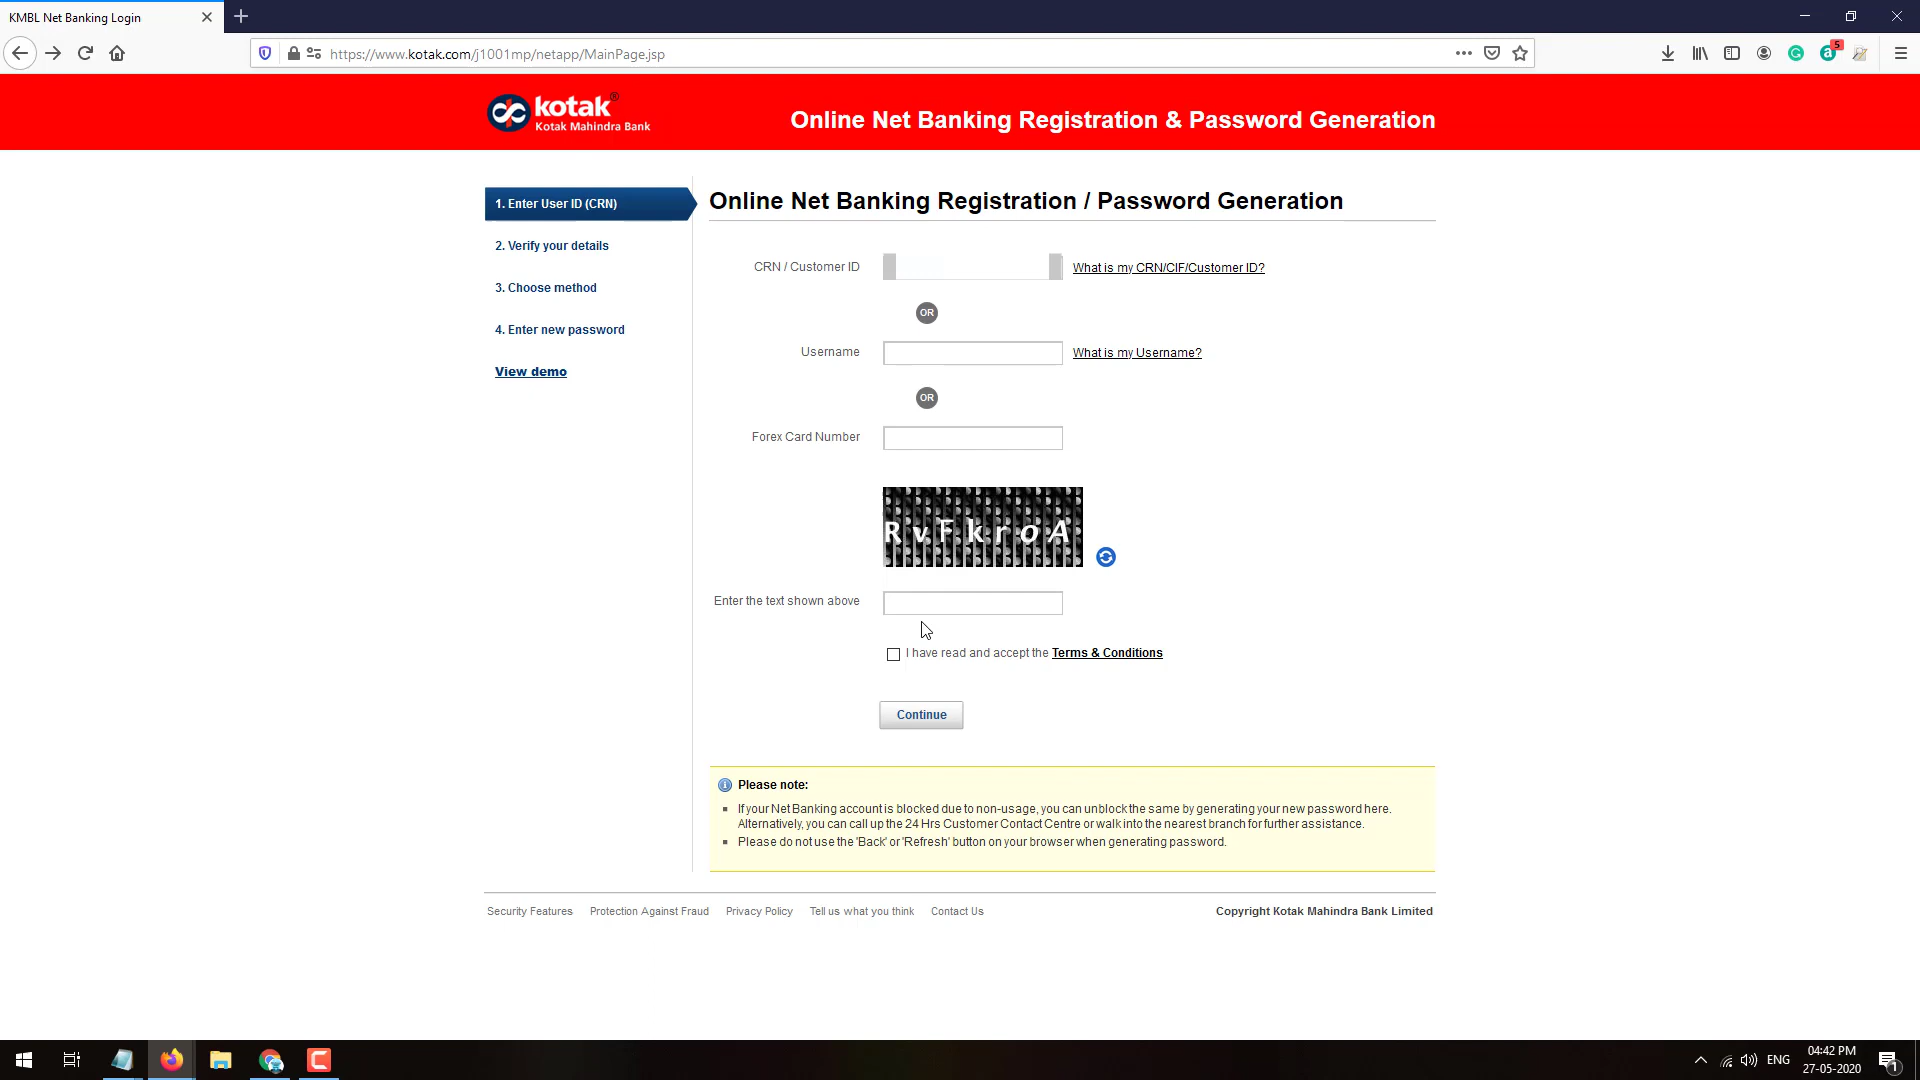 KMBL Net Banking Login
https://www.kotak.com/j1001mp/netapp/MainPage.jsp
5
kotak®
Kotak Mahindra Bank
Online Net Banking Registration & Password Generation
1. Enter User ID (CRN)
2. Verify your details
3. Choose method
4. Enter new password
View demo
Online Net Banking Registration / Password Generation
CRN / Customer ID
What is my CRN/CIF/Customer ID?
OR
Username
What is my Username?
OR
Forex Card Number
RvFkroA
Enter the text shown above
I have read and accept the Terms & Conditions
Continue
Please note:
If your Net Banking account is blocked due to non-usage, you can unblock the same by generating your new password here.
Alternatively, you can call up the 24 Hrs Customer Contact Centre or walk into the nearest branch for further assistance.
Please do not use the 'Back' or 'Refresh' button on your browser when generating password.
Security Features
Protection Against Fraud
Privacy Policy
Tell us what you think
Contact Us
Copyright Kotak Mahindra Bank Limited
ENG
04:42 PM
27-05-2020
1